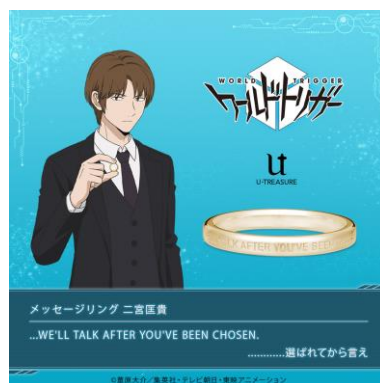 WORLD TRIGGER
ワールドトリガー
ut
U-TREASURE
TALK AFTER YOU'VE BEEN
メッセージリング 二宮匡貴
...WE'LL TALK AFTER YOU'VE BEEN CHOSEN.
............選ばれてから言え
©葦原大介/集英社・テレビ朝日・東映アニメーション